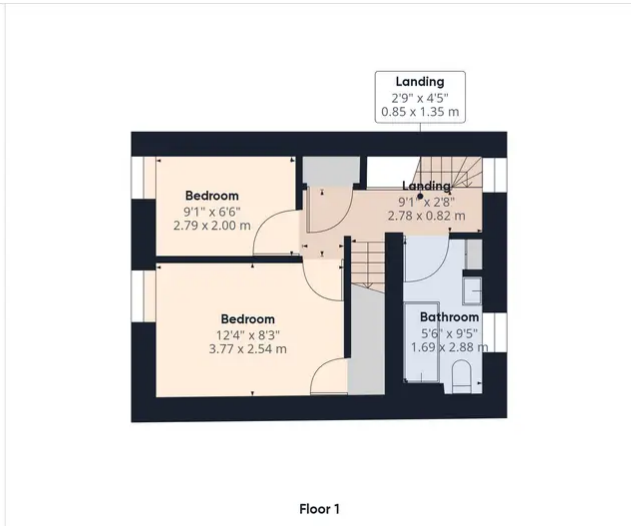 Landing
2'9" x 4'5"
0.85 x 1.35 m
Bedroom
9'1" x 6'6"
2.79 x 2.00 m
Landing
9'1" x 2'8"
2.78 x 0.82 m
Bedroom
12'4" x 8'3"
3.77 x 2.54 m
Bathroom
5'6" x 9'5"
1.69 x 2.88 m
Floor 1